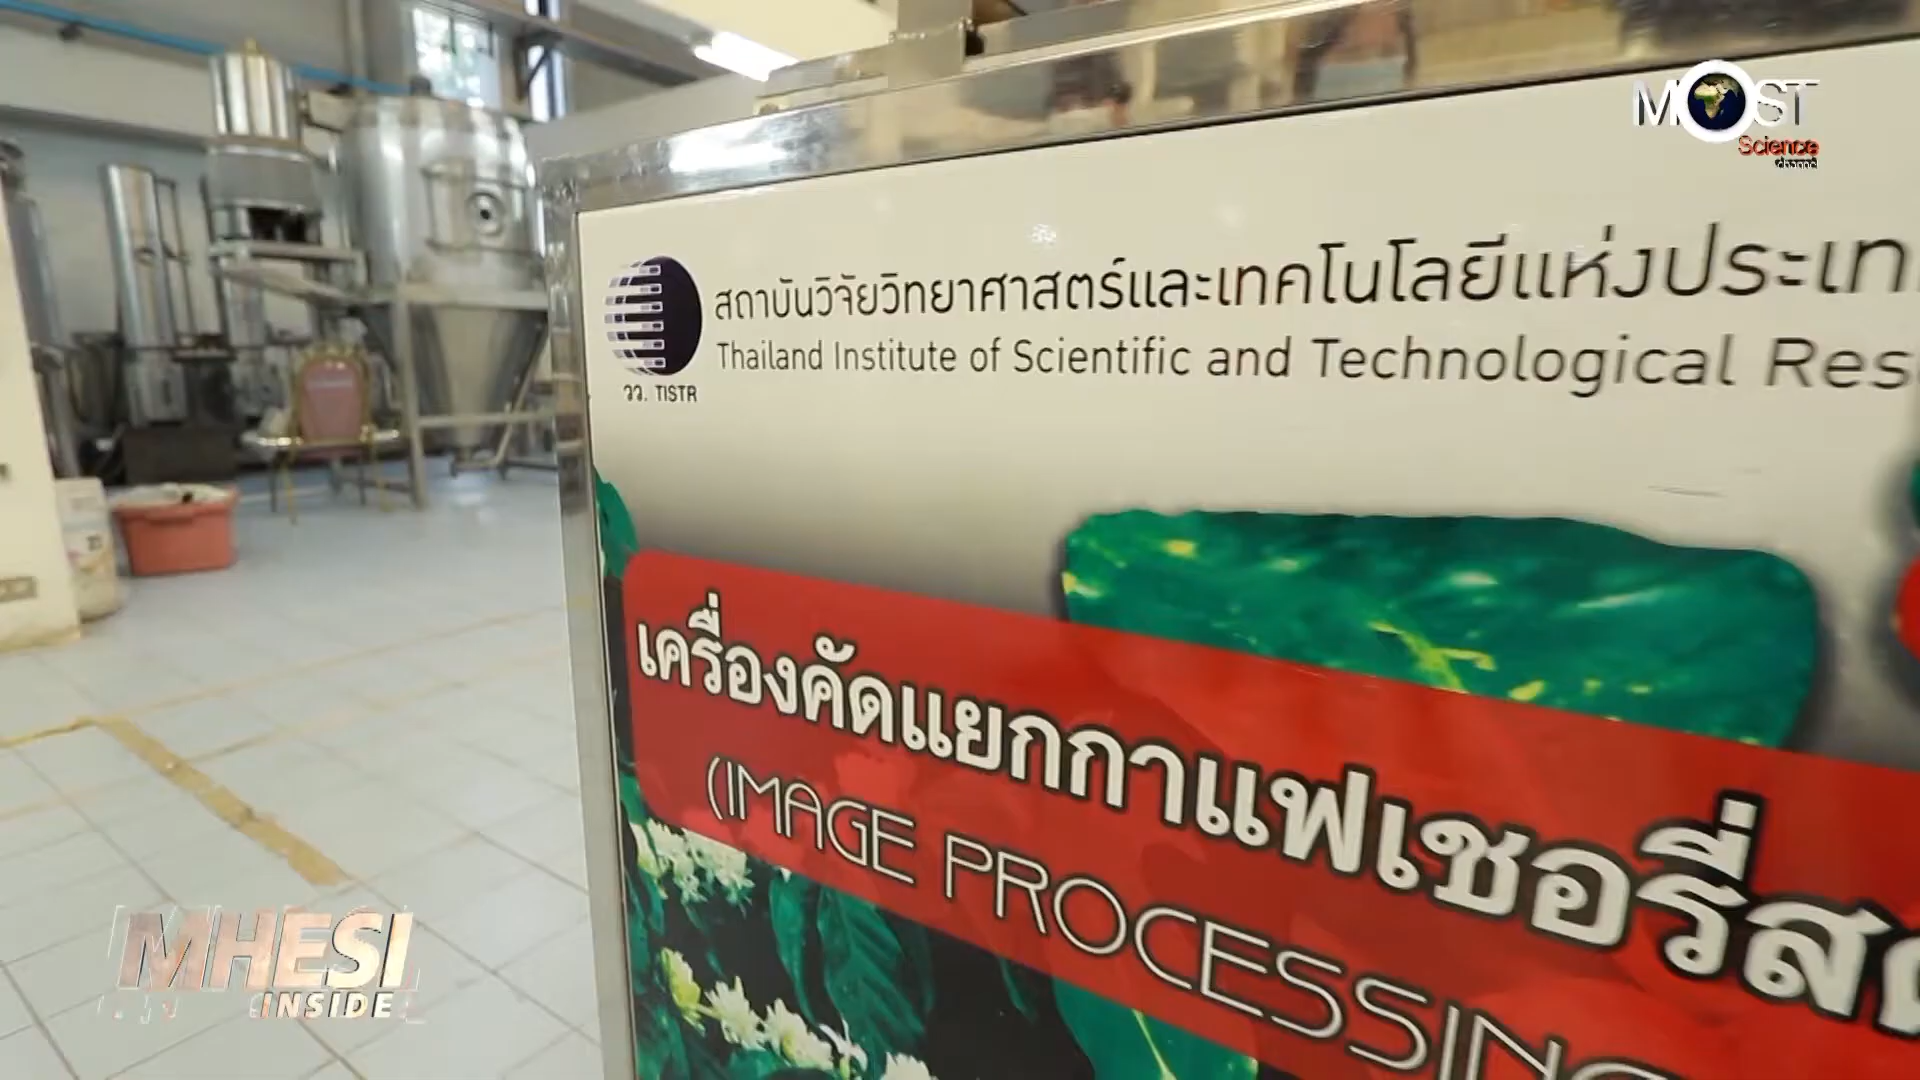 MOST
Science
channel
สถาบันวิจัยวิทยาศาสตร์และเทคโนโลยีแห่งประเท
Thailand Institute of Scientific and Technological Res
วว. TISTR
เครื่องคัดแยกกาแฟเชอรี่ส
(IMAGE PROCESSING
MHESI
INSIDE